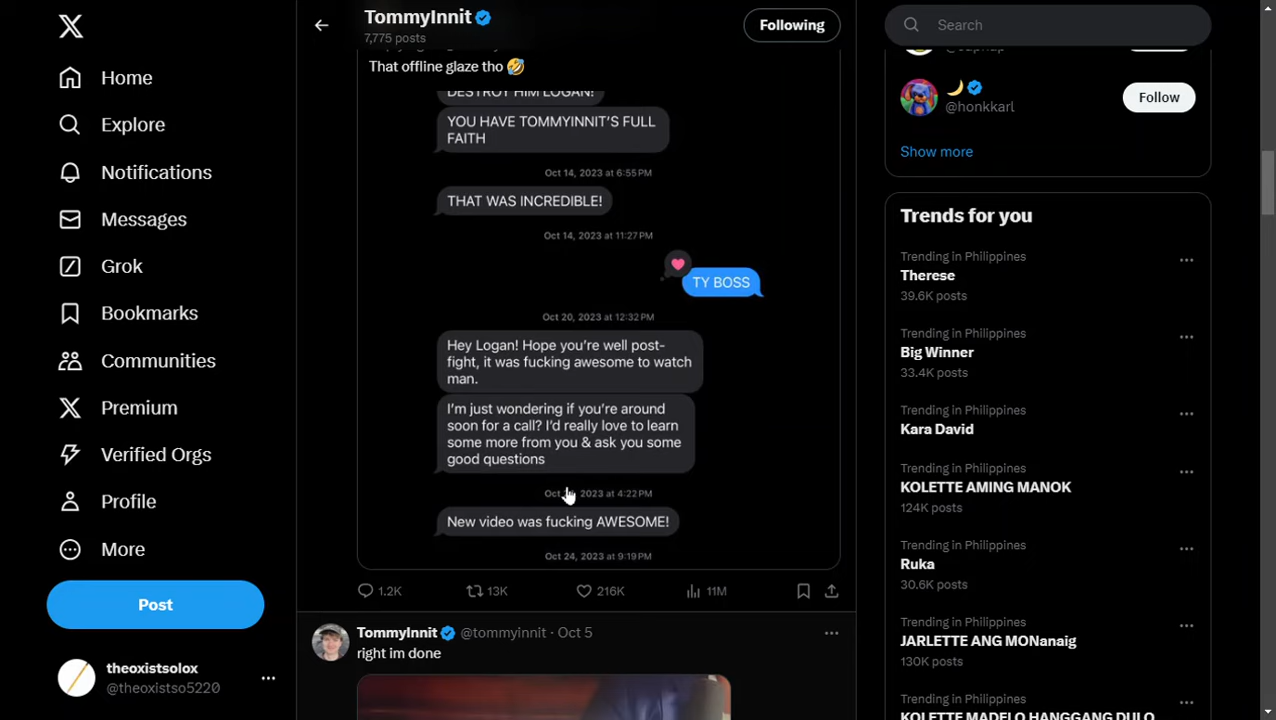 Home
Explore
Notifications
Messages
Grok
Bookmarks
Communities
Premium
Verified Orgs
Profile
More
Post
theoxistsolox
@theoxistso5220
TommyInnit
7,775 posts
Following
That offline glaze tho 🤣
DESTROY HIM LOGAN!
YOU HAVE TOMMYINNIT'S FULL
FAITH
Oct 14, 2023 at 6:55 PM
THAT WAS INCREDIBLE!
Oct 14, 2023 at 11:27 PM
TY BOSS
Oct 20, 2023 at 12:32 PM
Hey Logan! Hope you're well post-
fight, it was fucking awesome to watch
man.
I'm just wondering if you're around
soon for a call? I'd really love to learn
some more from you & ask you some
good questions
Oct 2023 at 4:22 PM
New video was fucking AWESOME!
Oct 24, 2023 at 9:19 PM
1.2K 13K 216K 11M
TommyInnit @tommyinnit · Oct 5
right im done
Search
🌙
@honkkarl
Follow
Show more
Trends for you
Trending in Philippines
Therese
39.6K posts
Trending in Philippines
Big Winner
33.4K posts
Trending in Philippines
Kara David
Trending in Philippines
KOLETTE AMING MANOK
124K posts
Trending in Philippines
Ruka
30.6K posts
Trending in Philippines
JARLETTE ANG MONanaig
130K posts
Trending in Philippines
KOLETTE MADELO HANGGANG DULO